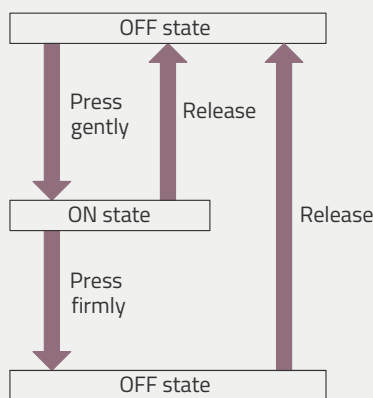 OFF state
Press
gently
Release
ON state
Release
Press
firmly
OFF state